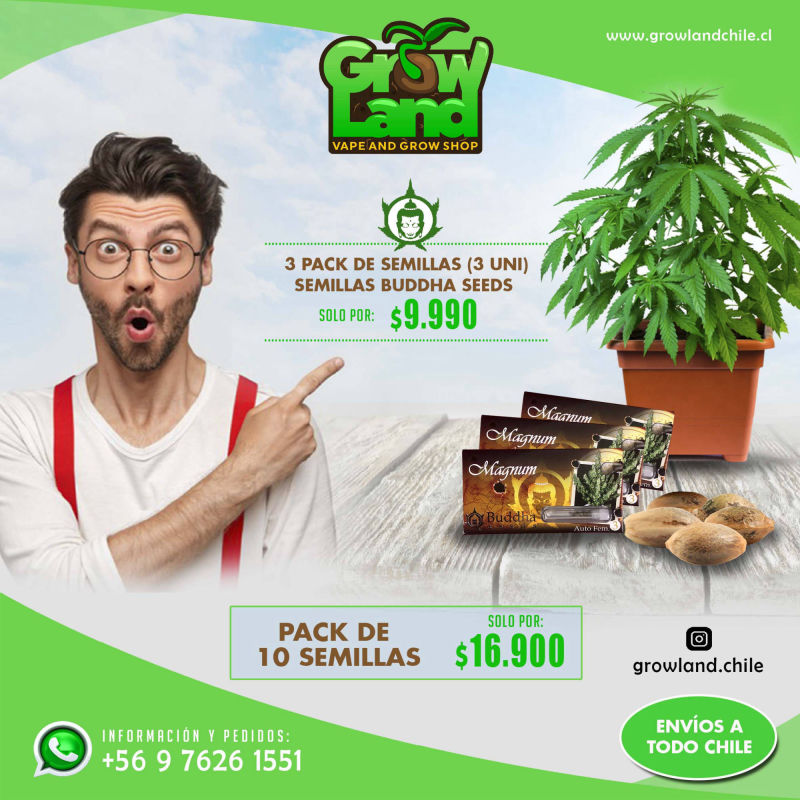 www.growlandchile.cl
Grow
Land
VAPE AND GROW SHOP
3 PACK DE SEMILLAS (3 UNI)
SEMILLAS BUDDHA SEEDS
SOLO POR: $9.990
Magnum
Magnum
Magnum
Buddha
Auto Fem
PACK DE
10 SEMILLAS
SOLO POR:
$16.900
growland.chile
INFORMACIÓN Y PEDIDOS:
+56 9 7626 1551
ENVÍOS A
TODO CHILE